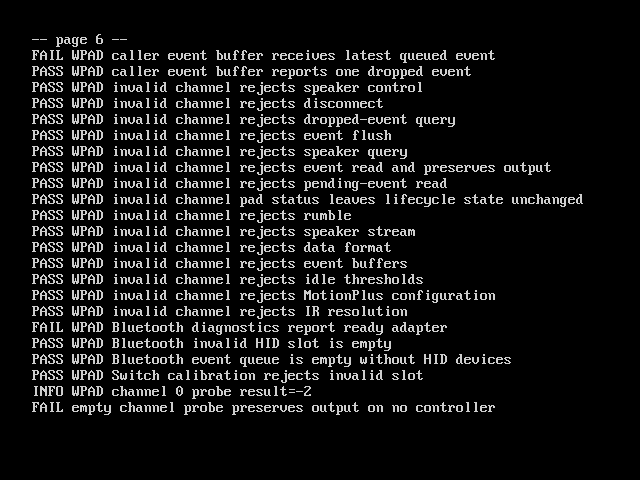 -- page 6 --
FAIL WPAD caller event buffer receives latest queued event
PASS WPAD caller event buffer reports one dropped event
PASS WPAD invalid channel rejects speaker control
PASS WPAD invalid channel rejects disconnect
PASS WPAD invalid channel rejects dropped-event query
PASS WPAD invalid channel rejects event flush
PASS WPAD invalid channel rejects speaker query
PASS WPAD invalid channel rejects event read and preserves output
PASS WPAD invalid channel rejects pending-event read
PASS WPAD invalid channel pad status leaves lifecycle state unchanged
PASS WPAD invalid channel rejects rumble
PASS WPAD invalid channel rejects speaker stream
PASS WPAD invalid channel rejects data format
PASS WPAD invalid channel rejects event buffers
PASS WPAD invalid channel rejects idle thresholds
PASS WPAD invalid channel rejects MotionPlus configuration
PASS WPAD invalid channel rejects IR resolution
FAIL WPAD Bluetooth diagnostics report ready adapter
PASS WPAD Bluetooth invalid HID slot is empty
PASS WPAD Bluetooth event queue is empty without HID devices
PASS WPAD Switch calibration rejects invalid slot
INFO WPAD channel 0 probe result=-2
FAIL empty channel probe preserves output on no controller